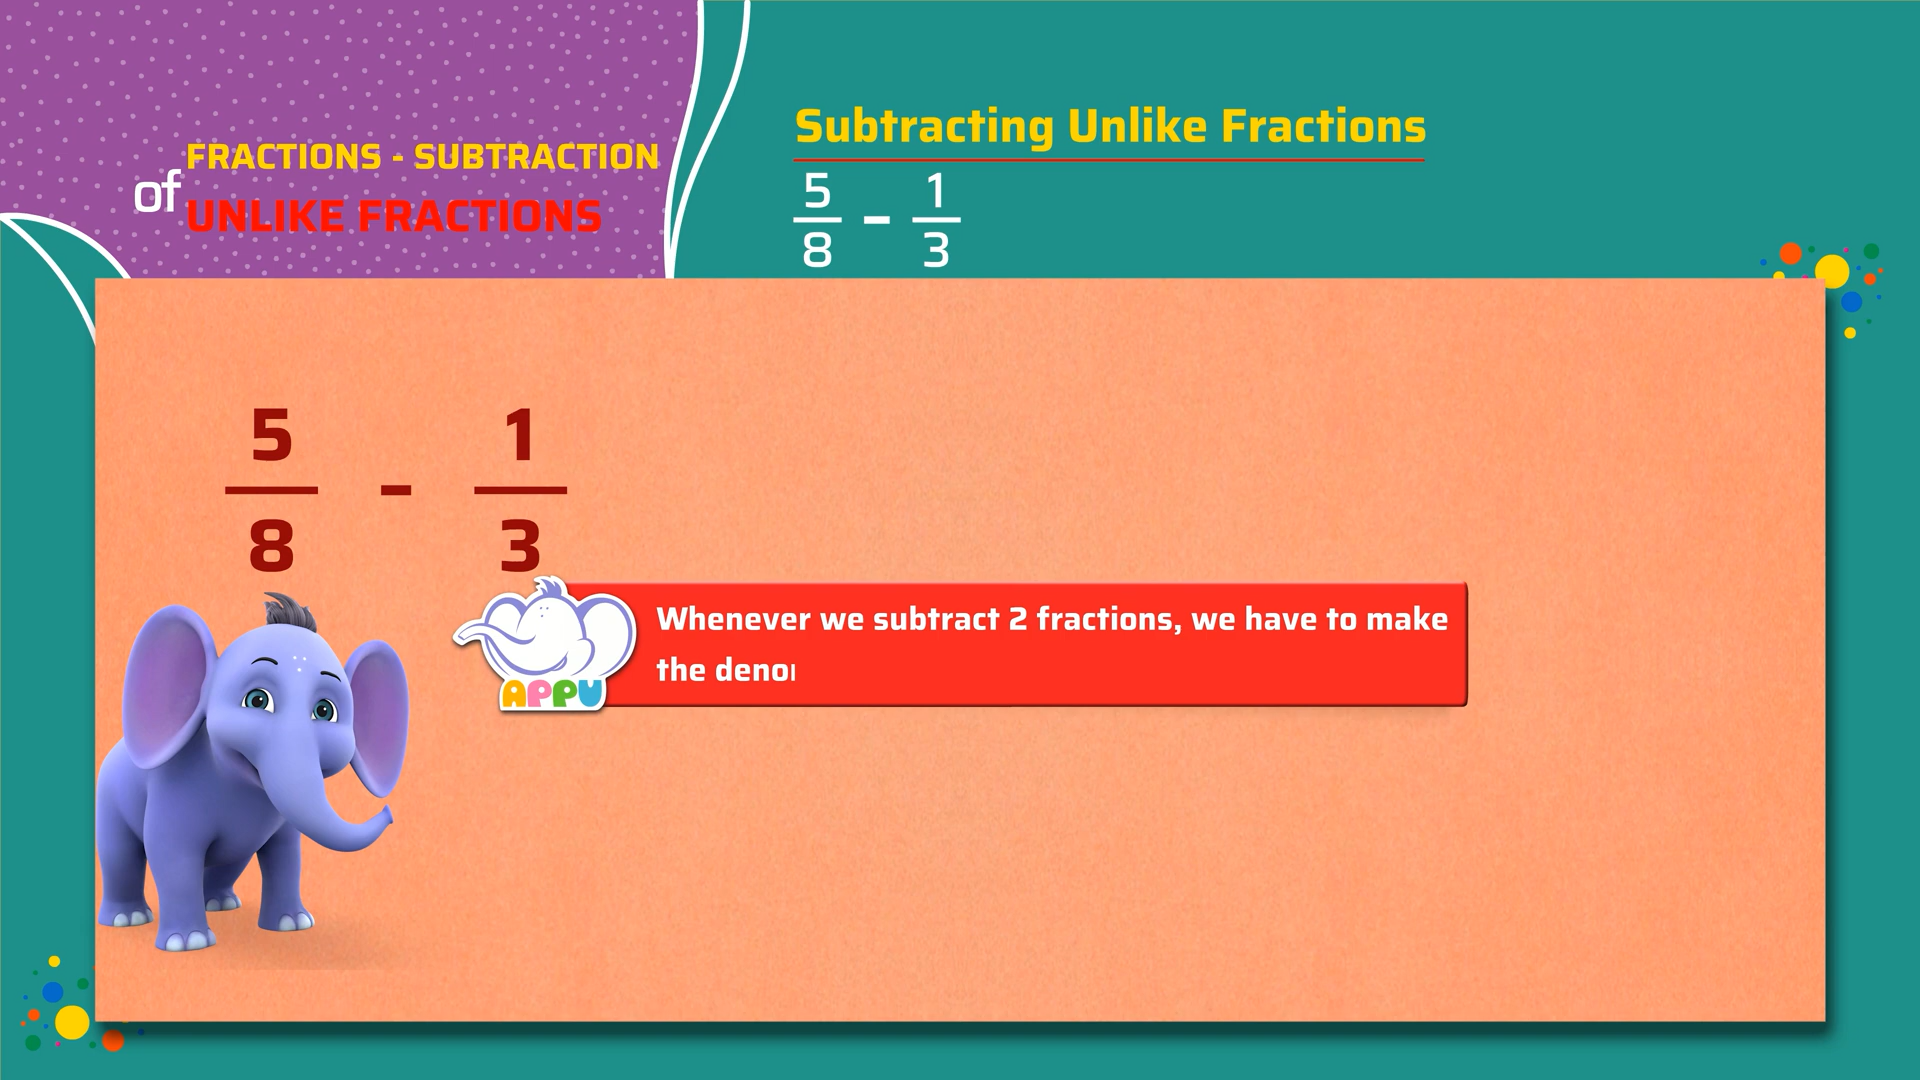 FRACTIONS - SUBTRACTION
of UNLIKE FRACTIONS
Subtracting Unlike Fractions
5/8 - 1/3
5/8 - 1/3
Whenever we subtract 2 fractions, we have to make
the deno
APPU